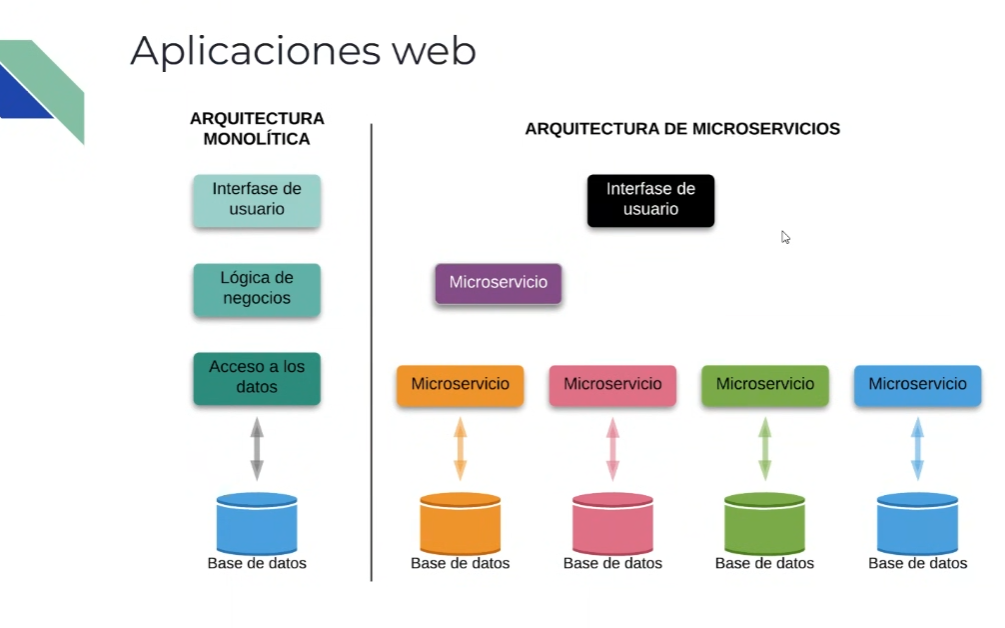 Aplicaciones web
ARQUITECTURA
MONOLÍTICA
Interfase de
usuario
Lógica de
negocios
Acceso a los
datos
Base de datos
ARQUITECTURA DE MICROSERVICIOS
Interfase de
usuario
Microservicio
Microservicio
Microservicio
Microservicio
Microservicio
Base de datos
Base de datos
Base de datos
Base de datos